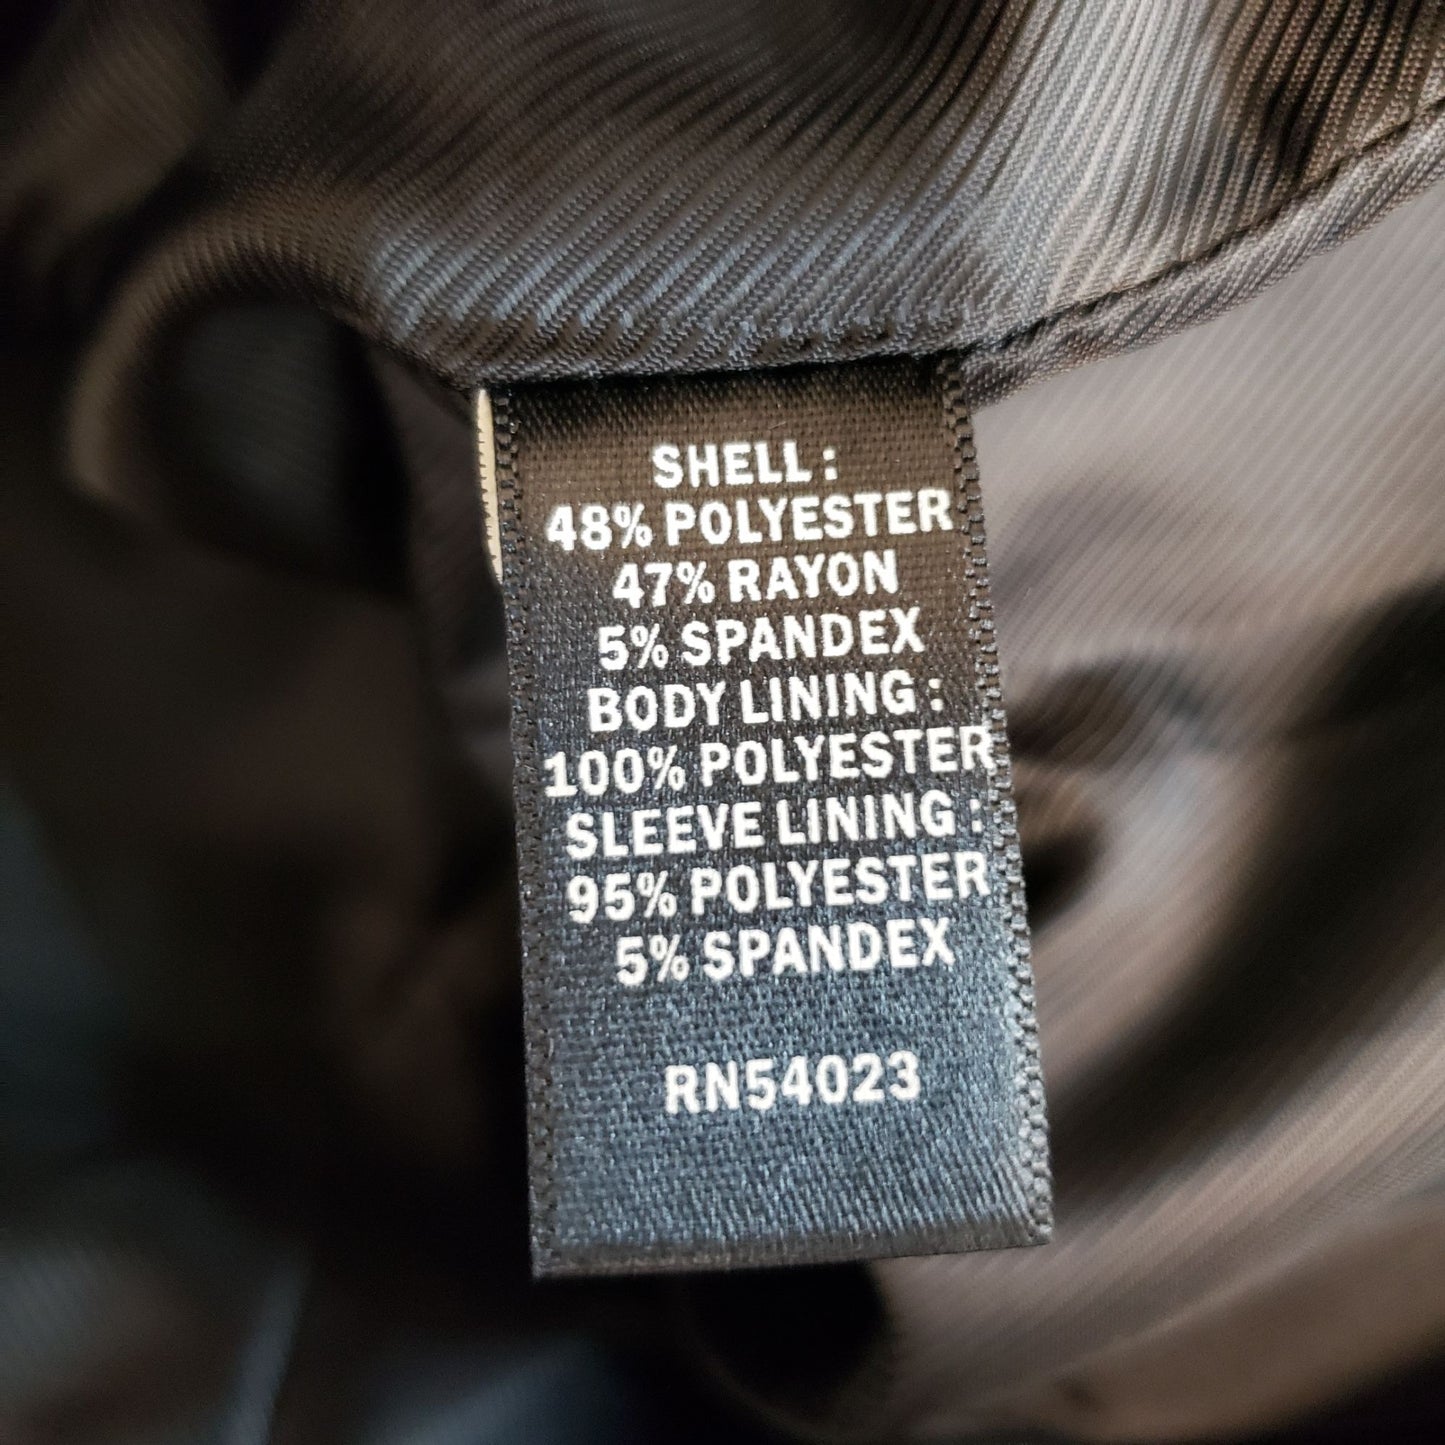 SHELL :
48% POLYESTER
47% RAYON
5% SPANDEX
BODY LINING :
100% POLYESTER
SLEEVE LINING :
95% POLYESTER
5% SPANDEX
RN54023